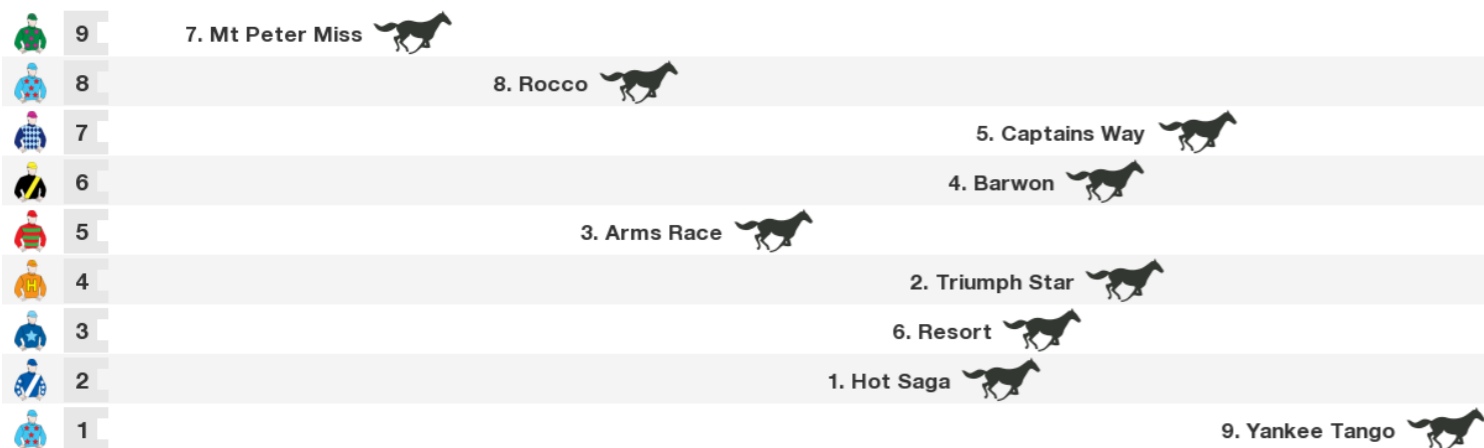 9 7. Mt Peter Miss
8 8. Rocco
7 5. Captains Way
6 4. Barwon
5 3. Arms Race
H 4 2. Triumph Star
3 6. Resort
2 1. Hot Saga
1 9. Yankee Tango